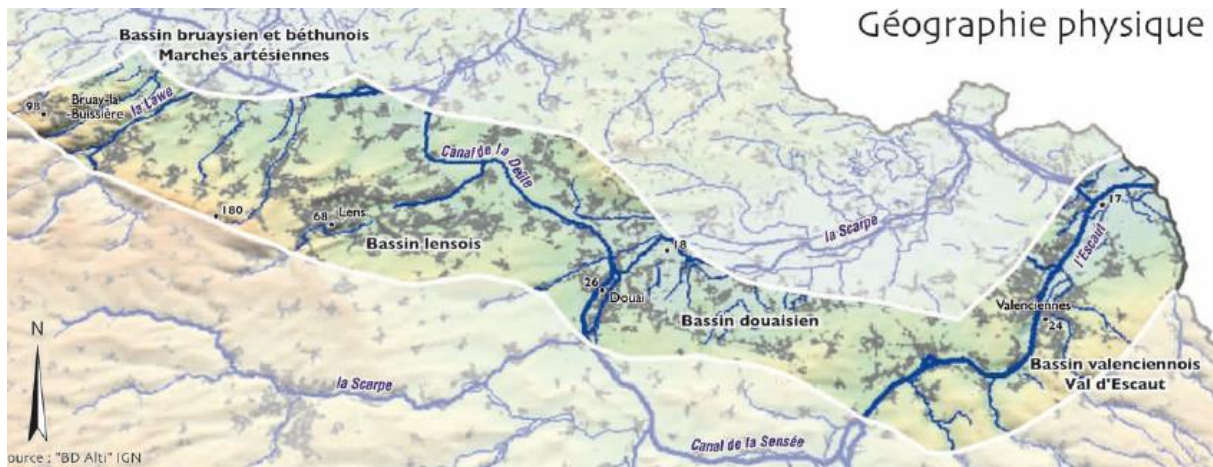 Géographie physique
Bassin bruaysien et béthunois
Marches artésiennes
98
Bruay-la
-Buissière
la Lawe
Canal de la Deûle
180
68
Lens
Bassin lensois
la Scarpe
17
l'Escaut
18
26
Douai
Bassin douaisien
Valenciennes
24
Bassin valenciennois
Val d'Escaut
N
la Scarpe
Canal de la Sensée
ource : "BD Alti" IGN